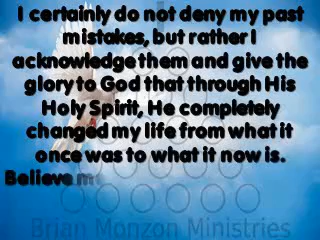 I certainly do not deny my past
mistakes, but rather I
acknowledge them and give the
glory to God that through His
Holy Spirit, He completely
changed my life from what it
once was to what it now is.
Believe me
Brian Monzon Ministries